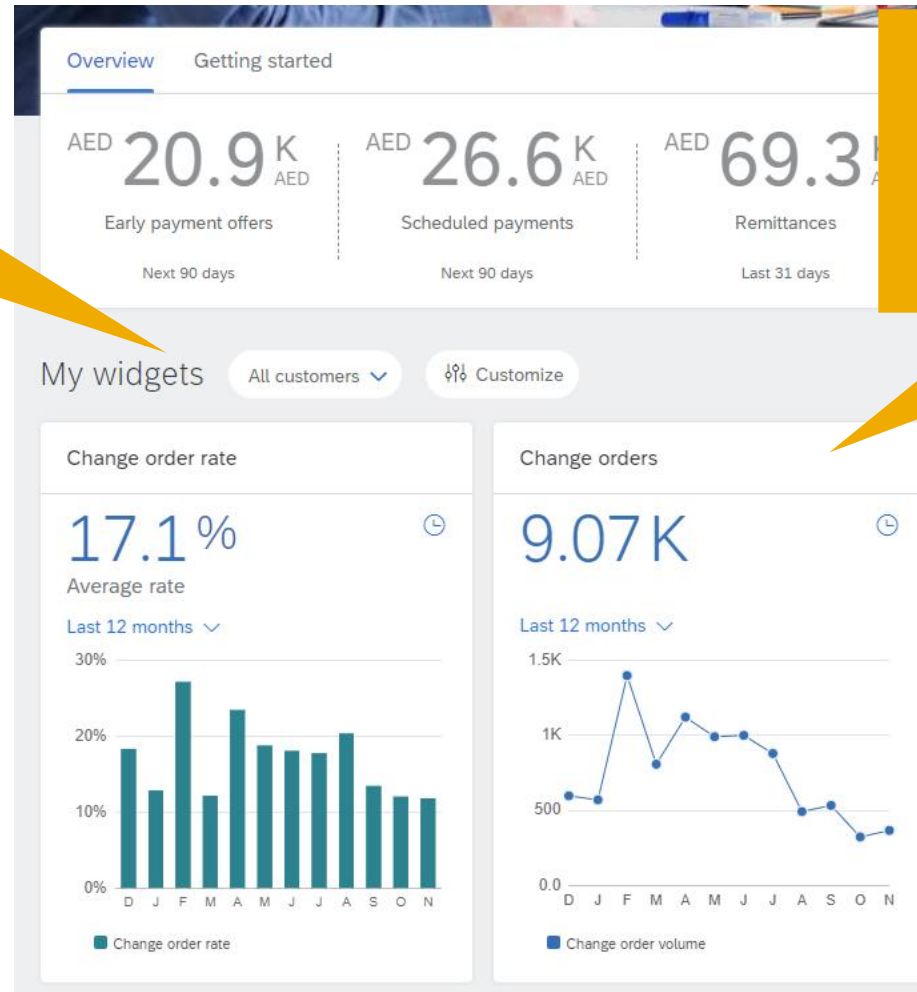 Overview Getting started
AED 20.9 K AED
Early payment offers
Next 90 days
AED 26.6 K AED
Scheduled payments
Next 90 days
AED 69.3
Remittances
Last 31 days
My widgets All customers Customize
Change order rate
17.1%
Average rate
Last 12 months
30%
20%
10%
0%
D J F M A M J J A S O N
Change order rate
Change orders
9.07K
Last 12 months
1.5K
1K
500
0.0
D J F M A M J J A S O N
Change order volume